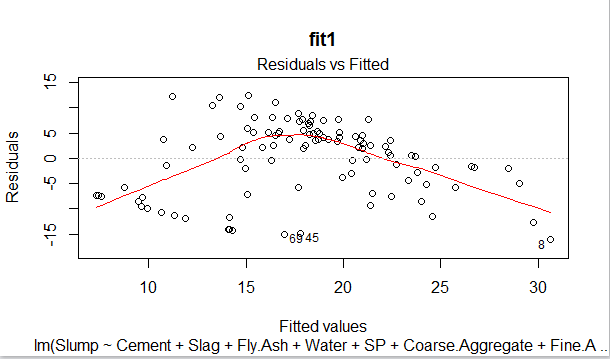 fit1
Residuals vs Fitted
Residuals
15
5
0
-5
-15
69 45
8
10 15 20 25 30
Fitted values
lm(Slump ~ Cement + Slag + Fly.Ash + Water + SP + Coarse.Aggregate + Fine.A ..